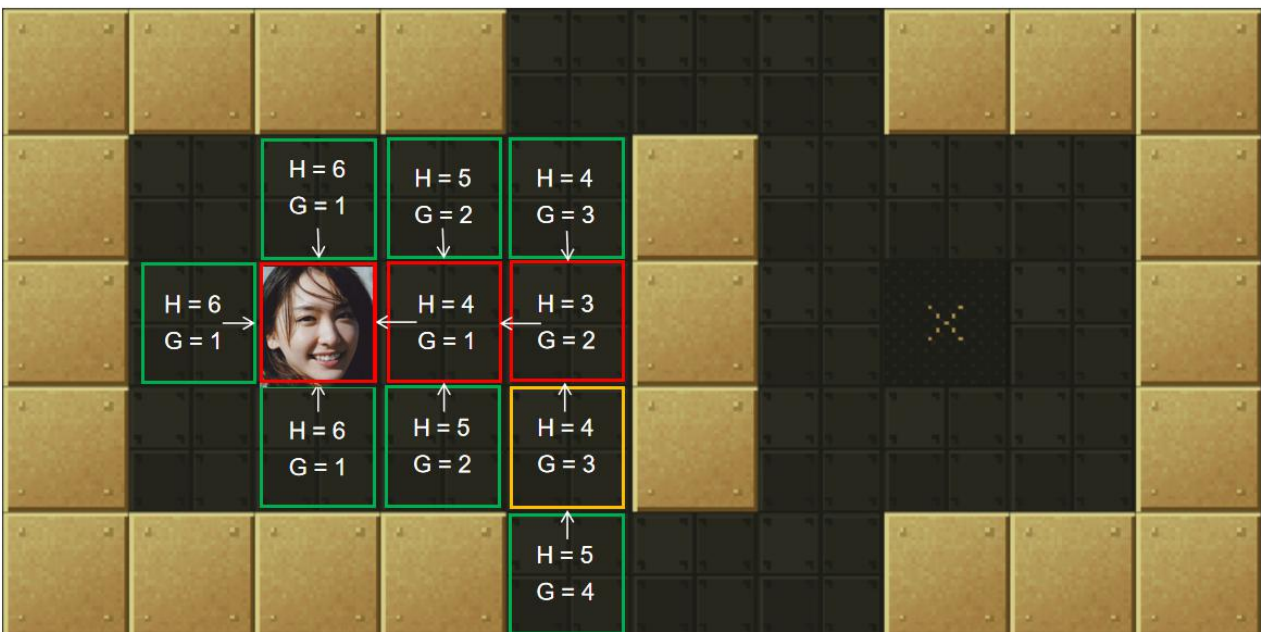 H = 6
G = 1
H = 5
G = 2
H = 4
G = 3
H = 6
G = 1
H = 4
G = 1
H = 3
G = 2
H = 6
G = 1
H = 5
G = 2
H = 4
G = 3
H = 5
G = 4